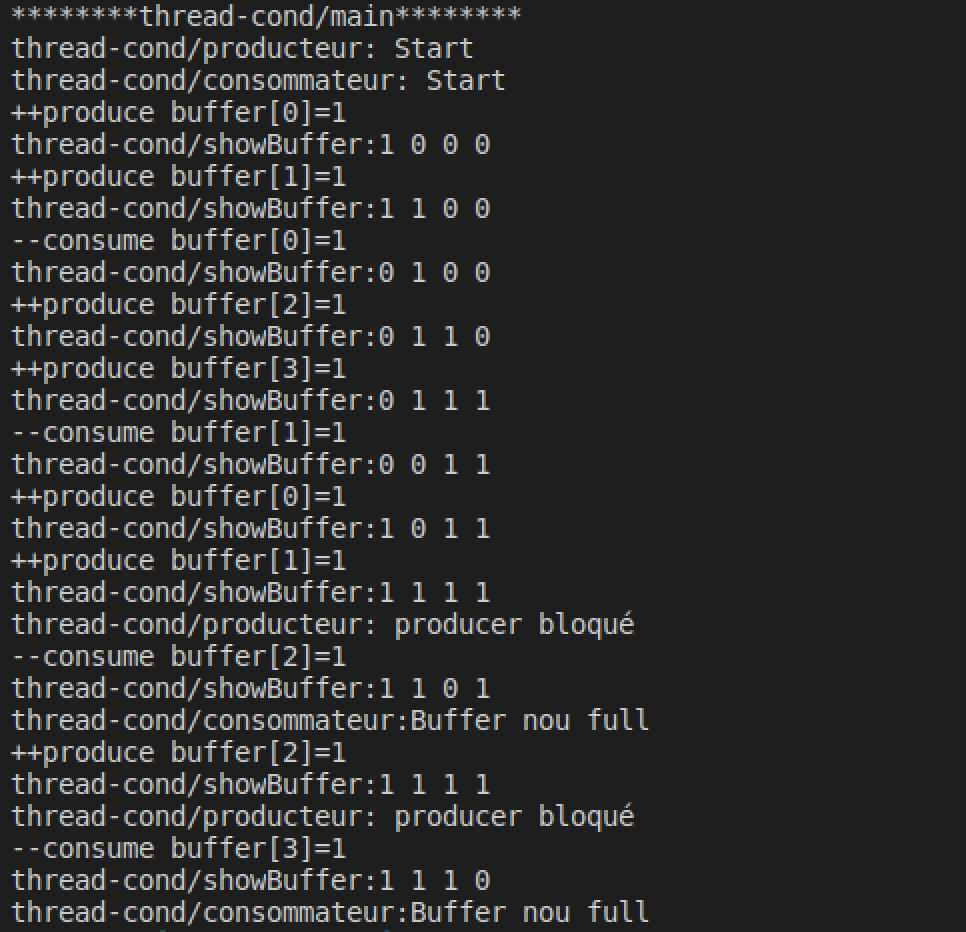 ********thread-cond/main********
thread-cond/producteur: Start
thread-cond/consommateur: Start
++produce buffer[0]=1
thread-cond/showBuffer:1 0 0 0
++produce buffer[1]=1
thread-cond/showBuffer:1 1 0 0
--consume buffer[0]=1
thread-cond/showBuffer:0 1 0 0
++produce buffer[2]=1
thread-cond/showBuffer:0 1 1 0
++produce buffer[3]=1
thread-cond/showBuffer:0 1 1 1
--consume buffer[1]=1
thread-cond/showBuffer:0 0 1 1
++produce buffer[0]=1
thread-cond/showBuffer:1 0 1 1
++produce buffer[1]=1
thread-cond/showBuffer:1 1 1 1
thread-cond/producteur: producer bloqué
--consume buffer[2]=1
thread-cond/showBuffer:1 1 0 1
thread-cond/consommateur:Buffer nou full
++produce buffer[2]=1
thread-cond/showBuffer:1 1 1 1
thread-cond/producteur: producer bloqué
--consume buffer[3]=1
thread-cond/showBuffer:1 1 1 0
thread-cond/consommateur:Buffer nou full